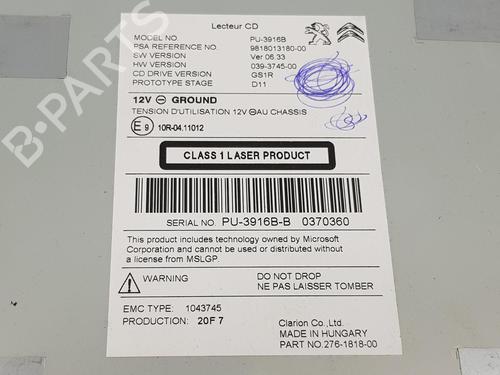 Lecteur CD
MODEL NO. PU-3916B
PSA REFERENCE NO. 9818013180-00
SW VERSION Ver 06.33
HW VERSION 039-3745-00
CD DRIVE VERSION GS1R
PROTOTYPE STAGE D11
12V ⊖ GROUND
TENSION D'UTILISATION 12V ⊖AU CHASSIS
E9 10R-04.11012
CLASS 1 LASER PRODUCT
SERIAL NO. PU-3916B-B 0370360
This product includes technology owned by Microsoft
Corporation and cannot be used or distributed without
a license from MSLGP.
WARNING DO NOT DROP
NE PAS LAISSER TOMBER
EMC TYPE: 1043745
PRODUCTION: 20F 7
Clarion Co.,Ltd.
MADE IN HUNGARY
PART NO.276-1818-00
B-PARTS